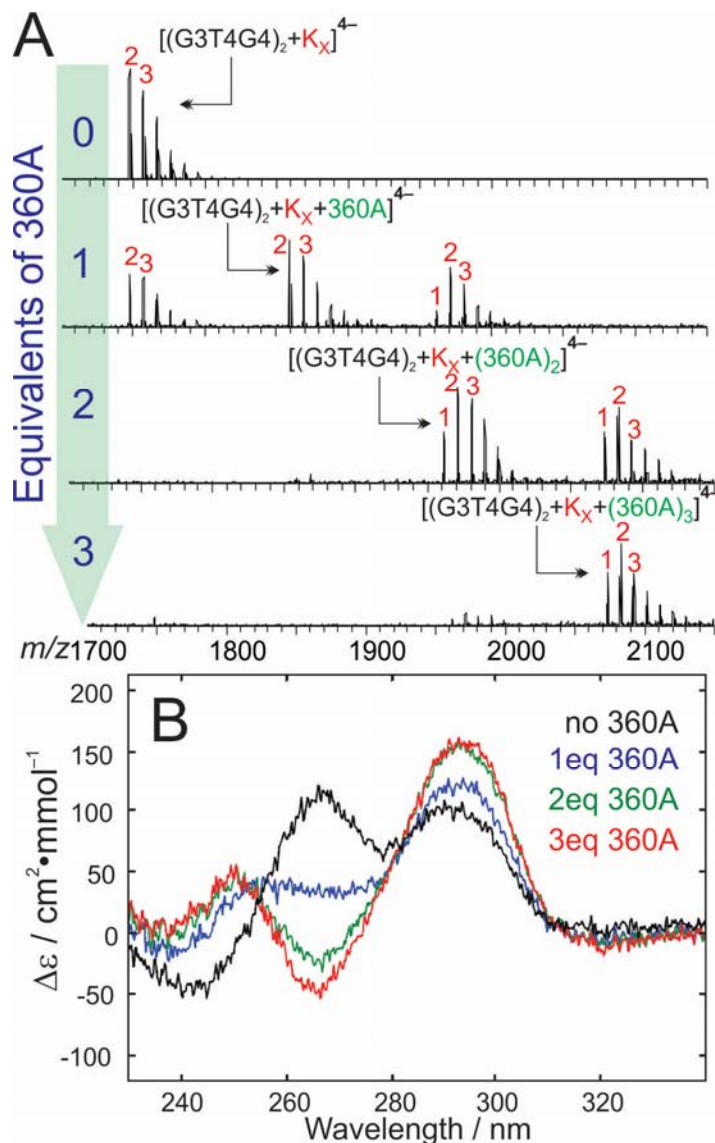 A
[(G3T4G4)₂+Kₓ]⁴⁻
2
3
0
Equivalents of 360A
[(G3T4G4)₂+Kₓ+360A]⁴⁻
2
3
2
3
1
2
3
1
[(G3T4G4)₂+Kₓ+(360A)₂]⁴⁻
1
2
3
1
2
3
2
[(G3T4G4)₂+Kₓ+(360A)₃]⁴⁻
1
2
3
3
m/z 1700 1800 1900 2000 2100
B
no 360A
1eq 360A
2eq 360A
3eq 360A
200
150
100
50
0
-50
-100
Δε / cm²•mmol⁻¹
240 260 280 300 320
Wavelength / nm